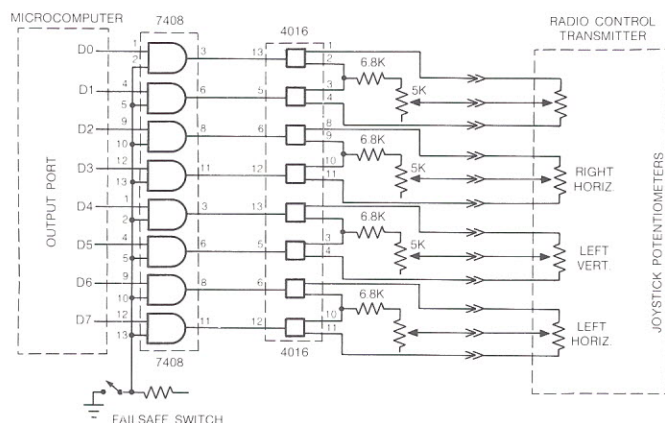 MICROCOMPUTER
7408
4016
RADIO CONTROL
TRANSMITTER
D0
1
2
3
13
1
2
6.8K
D1
4
5
6
5
3
4
5K
D2
9
10
8
6
8
9
6.8K
D3
12
13
11
12
10
11
5K
RIGHT
HORIZ.
D4
1
2
3
13
6.8K
D5
4
5
6
5
3
4
5K
LEFT
VERT.
D6
9
10
8
6
6.8K
D7
12
13
11
12
10
11
LEFT
HORIZ.
OUTPUT PORT
JOYSTICK POTENTIOMETERS
7408
4016
FAILSAFE SWITCH